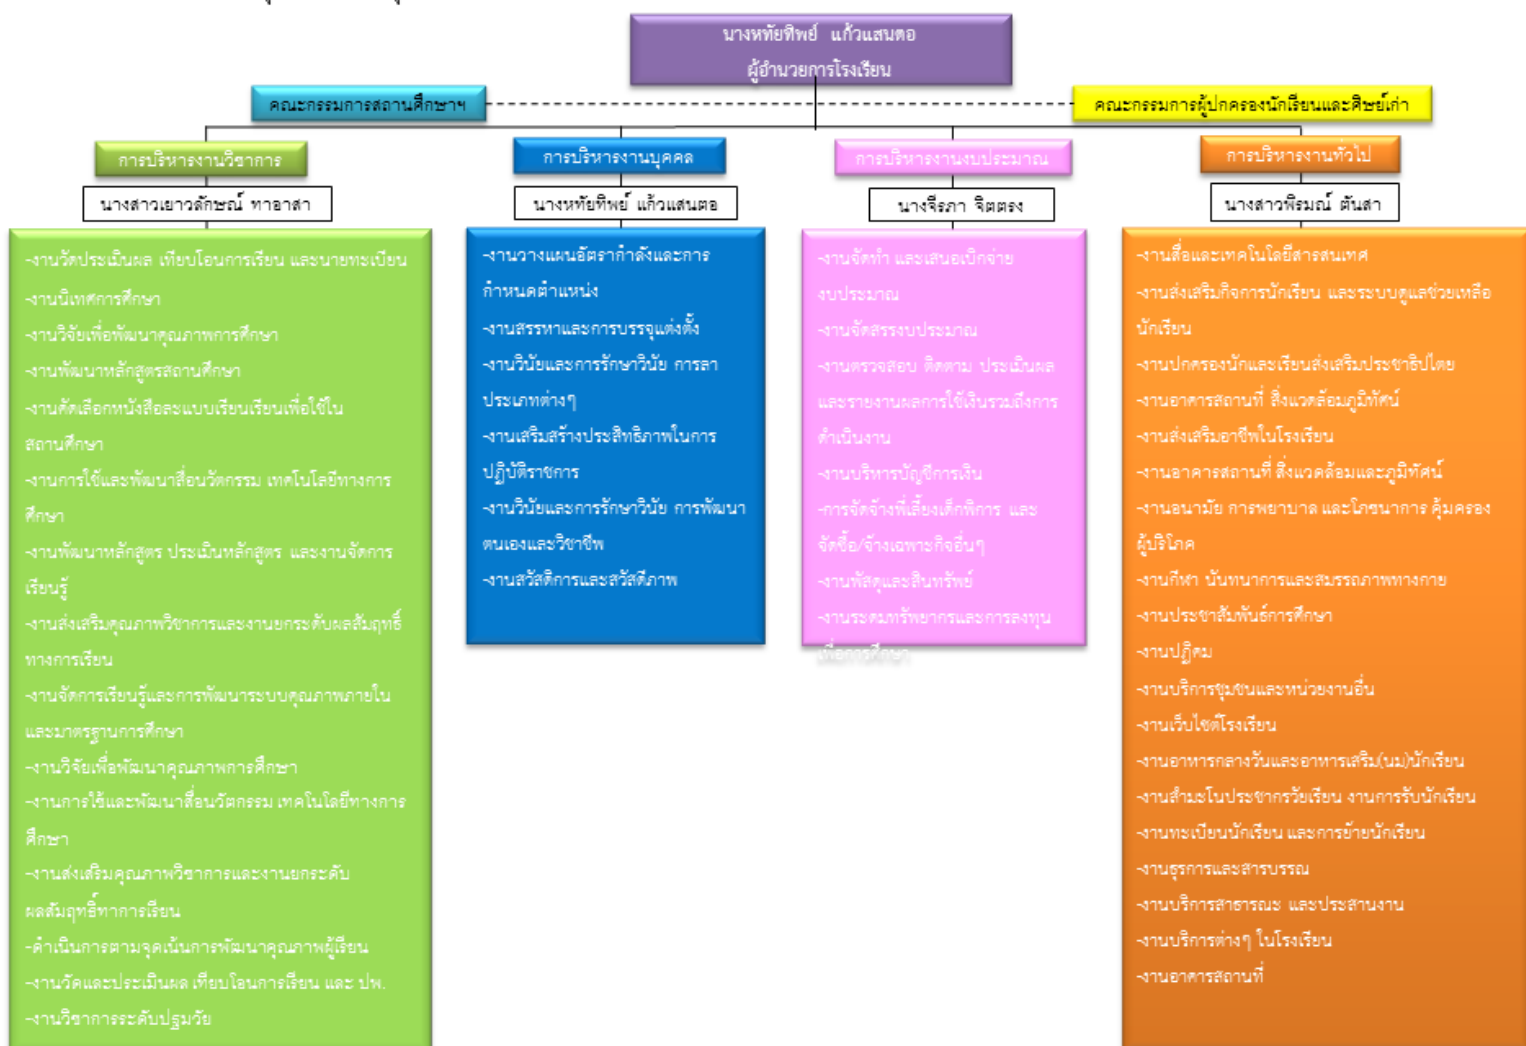 นางหทัยทิพย์ แก้วแสนตอ
ผู้อำนวยการโรงเรียน
คณะกรรมการสถานศึกษาฯ
คณะกรรมการผู้ปกครองนักเรียนและศิษย์เก่า
การบริหารงานวิชาการ
นางสาวเยาวลักษณ์ ทาอาสา
-งานวัดประเมินผล เทียบโอนการเรียน และนายทะเบียน
-งานนิเทศการศึกษา
-งานวิจัยเพื่อพัฒนาคุณภาพการศึกษา
-งานพัฒนาหลักสูตรสถานศึกษา
-งานคัดเลือกหนังสือละแบบเรียนเรียนเพื่อใช้ใน
สถานศึกษา
-งานการใช้และพัฒนาสื่อนวัตกรรม เทคโนโลยีทางการ
ศึกษา
-งานพัฒนาหลักสูตร ประเมินหลักสูตร และงานจัดการ
เรียนรู้
-งานส่งเสริมคุณภาพวิชาการและงานยกระดับผลสัมฤทธิ์
ทางการเรียน
-งานจัดการเรียนรู้และการพัฒนาระบบคุณภาพภายใน
และมาตรฐานการศึกษา
-งานวิจัยเพื่อพัฒนาคุณภาพการศึกษา
-งานการใช้และพัฒนาสื่อนวัตกรรม เทคโนโลยีทางการ
ศึกษา
-งานส่งเสริมคุณภาพวิชาการและงานยกระดับ
ผลสัมฤทธิ์ทาการเรียน
-ดำเนินการตามจุดเน้นการพัฒนาคุณภาพผู้เรียน
-งานวัดและประเมินผล เทียบโอนการเรียน และ ปพ.
-งานวิชาการระดับปฐมวัย
การบริหารงานบุคคล
นางหทัยทิพย์ แก้วแสนตอ
-งานวางแผนอัตรากำลังและการ
กำหนดตำแหน่ง
-งานสรรหาและการบรรจุแต่งตั้ง
-งานวินัยและการรักษาวินัย การลา
ประเภทต่างๆ
-งานเสริมสร้างประสิทธิภาพในการ
ปฏิบัติราชการ
-งานวินัยและการรักษาวินัย การพัฒนา
ตนเองและวิชาชีพ
-งานสวัสดิการและสวัสดิภาพ
การบริหารงานงบประมาณ
นางจีรภา จิตตรง
-งานจัดทำ และเสนอเบิกจ่าย
งบประมาณ
-งานจัดสรรงบประมาณ
-งานตรวจสอบ ติดตาม ประเมินผล
และรายงานผลการใช้เงินรวมถึงการ
ดำเนินงาน
-งานบริหารบัญชีการเงิน
-การจัดจ้างพี่เลี้ยงเด็กพิการ และ
จัดซื้อ/จ้างเฉพาะกิจอื่นๆ
-งานพัสดุและสินทรัพย์
-งานระดมทรัพยากรและการลงทุน
เพื่อการศึกษา
การบริหารงานทั่วไป
นางสาวพิรมณ์ ตันสา
-งานสื่อและเทคโนโลยีสารสนเทศ
-งานส่งเสริมกิจการนักเรียน และระบบดูแลช่วยเหลือ
นักเรียน
-งานปกครองนักและเรียนส่งเสริมประชาธิปไตย
-งานอาคารสถานที่ สิ่งแวดล้อมภูมิทัศน์
-งานส่งเสริมอาชีพในโรงเรียน
-งานอาคารสถานที่ สิ่งแวดล้อมและภูมิทัศน์
-งานอนามัย การพยาบาล และโภชนาการ คุ้มครอง
ผู้บริโภค
-งานกีฬา นันทนาการและสมรรถภาพทางกาย
-งานประชาสัมพันธ์การศึกษา
-งานปฏิคม
-งานบริการชุมชนและหน่วยงานอื่น
-งานเว็บไซต์โรงเรียน
-งานอาหารกลางวันและอาหารเสริม(นม)นักเรียน
-งานสำมะโนประชากรวัยเรียน งานการรับนักเรียน
-งานทะเบียนนักเรียน และการย้ายนักเรียน
-งานธุรการและสารบรรณ
-งานบริการสาธารณะ และประสานงาน
-งานบริการต่างๆ ในโรงเรียน
-งานอาคารสถานที่